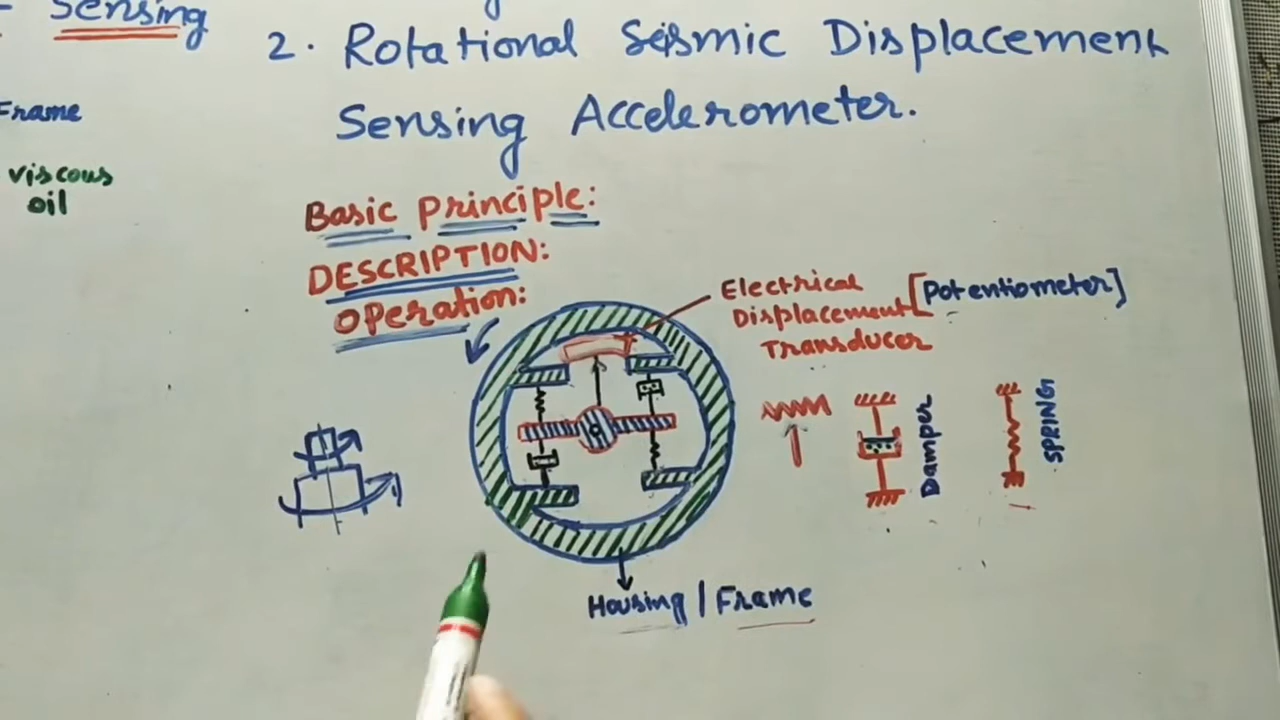 Sensing
Frame
viscous
oil
2. Rotational Seismic Displacement
Sensing Accelerometer.
Basic principle:
DESCRIPTION:
Operation:
Electrical [Potentiometer]
Displacement
Transducer
Damper
SPRING
Housing / Frame